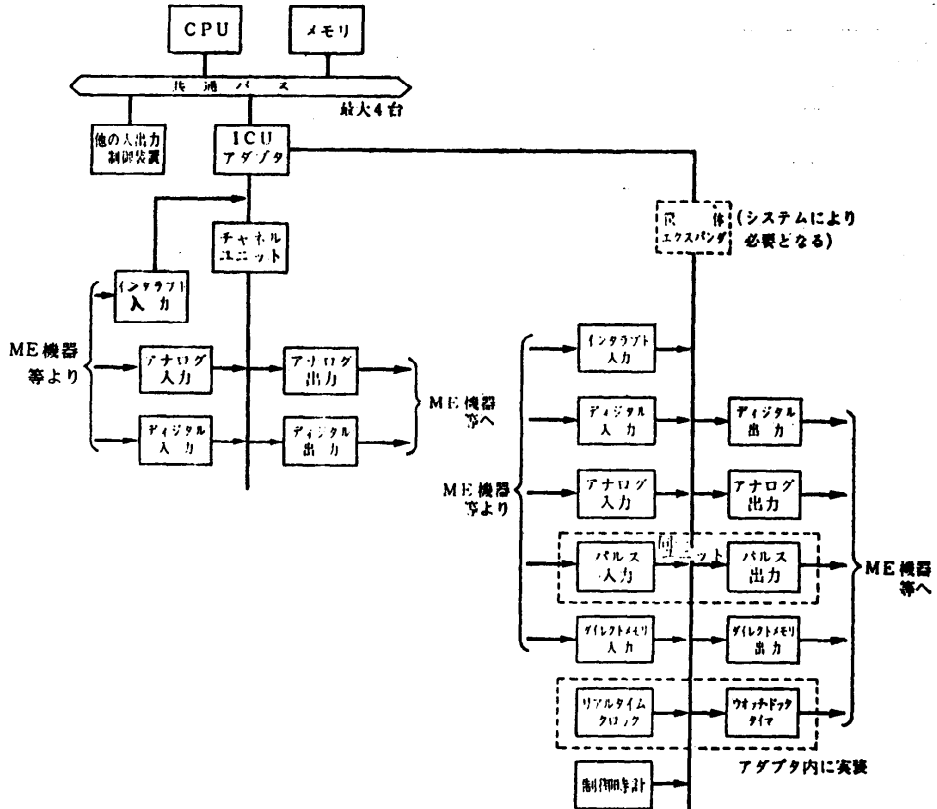 CPU
メモリ
共通バス
最大4台
他の入出力
制御装置
ICU
アダプタ
チャネル
ユニット
エクスパンダ
(システムにより
必要となる)
インタラプト
入力
ME機器
等より
アナログ
入力
アナログ
出力
ディジタル
入力
ディジタル
出力
ME機器
等へ
インタラプト
入力
ディジタル
入力
ディジタル
出力
ME機器
等より
アナログ
入力
アナログ
出力
同一ユニット
パルス
入力
パルス
出力
ME機器
等へ
ダイレクトメモリ
入力
ダイレクトメモリ
出力
リアルタイム
クロック
ウオッチドッグ
タイマ
アダプタ内に実装
制御時計